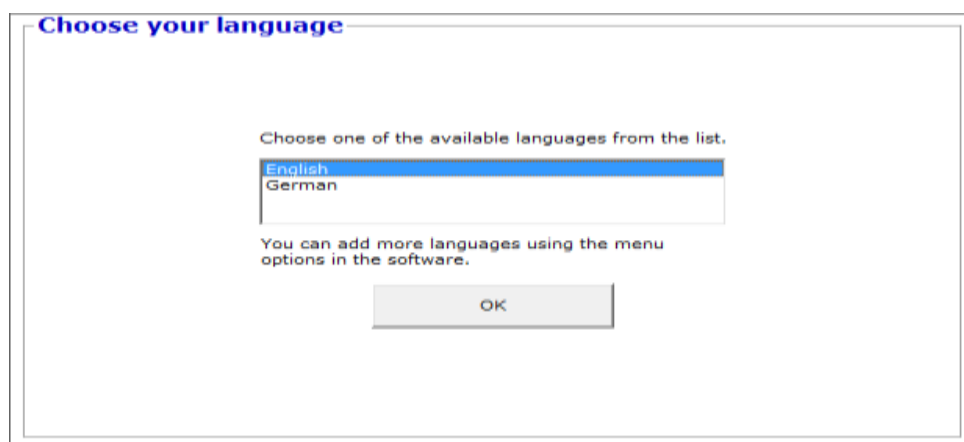 Choose your language
Choose one of the available languages from the list.
English
German
You can add more languages using the menu
options in the software.
OK